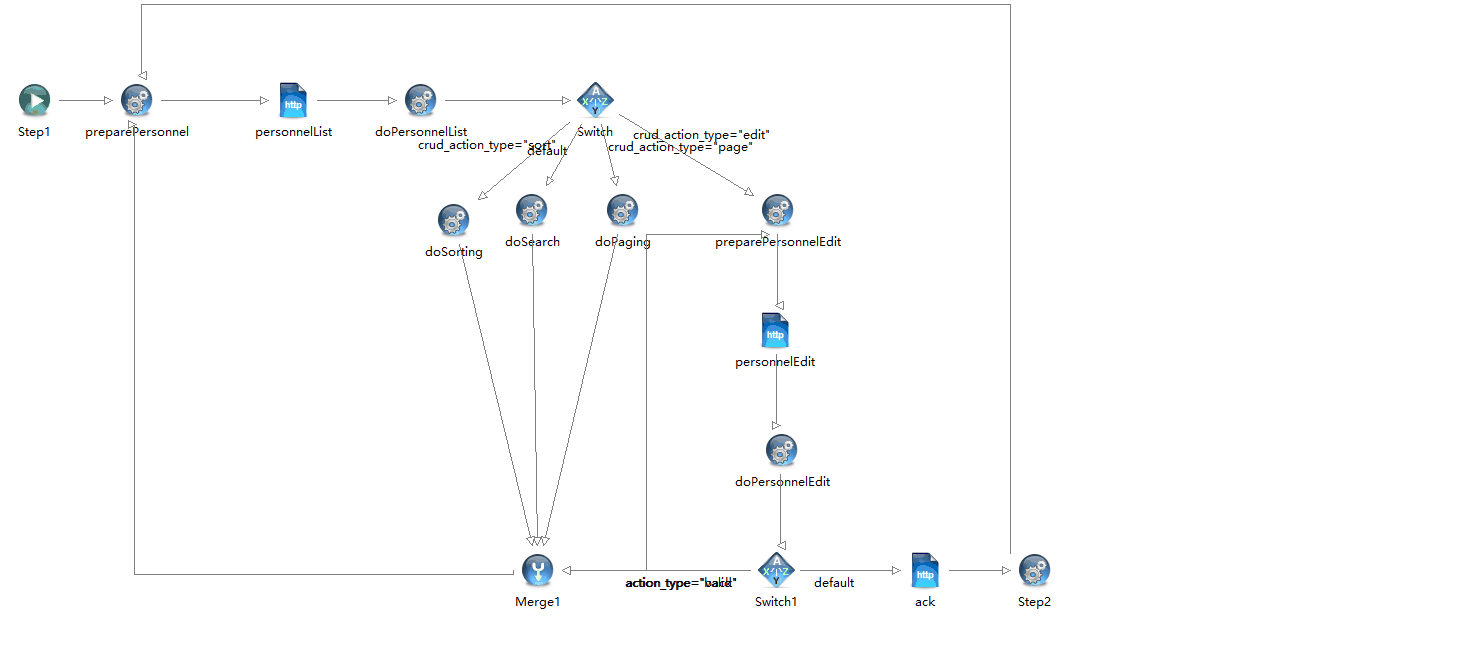 http
Step1
preparePersonnel
personnelList
doPersonnelList
A
X Z
Y
Switch
crud_action_type="sort"
default
crud_action_type="edit"
crud_action_type="page"
doSorting
doSearch
doPaging
preparePersonnelEdit
http
personnelEdit
doPersonnelEdit
A
X Z
Y
http
action_type="back"
default
Merge1
Switch1
ack
Step2